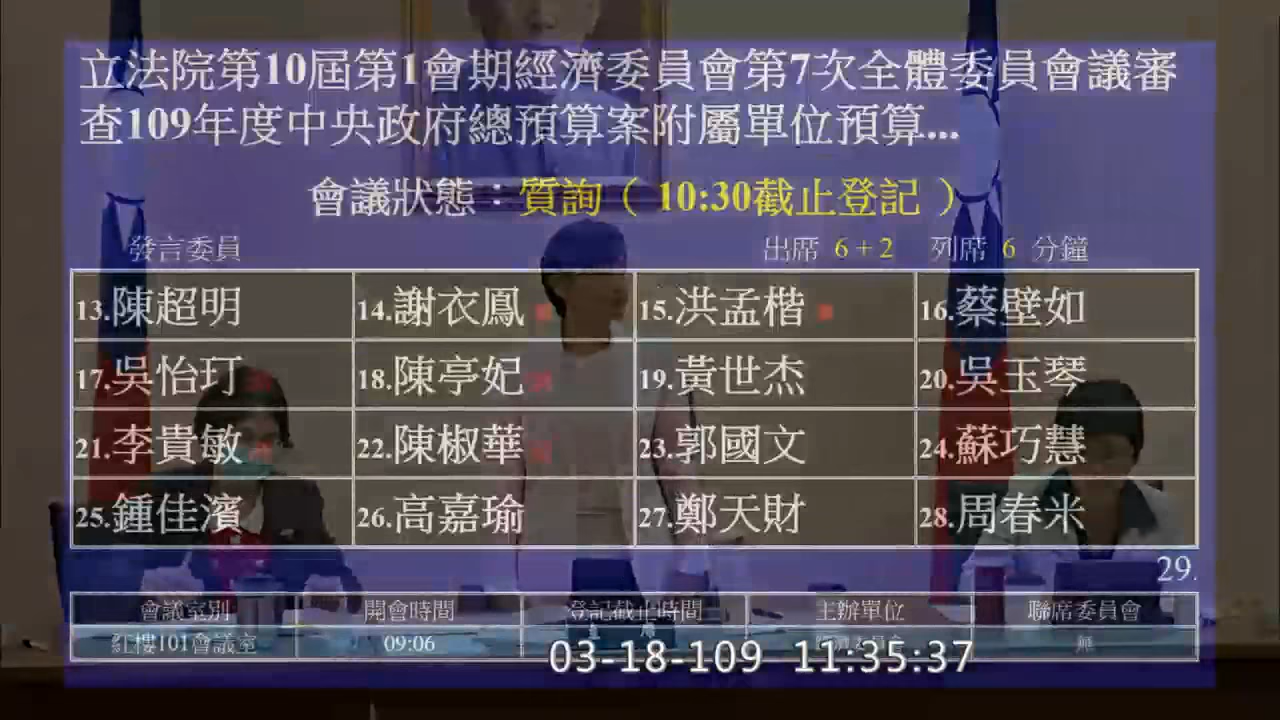 立法院第10屆第1會期經濟委員會第7次全體委員會議審
查109年度中央政府總預算案附屬單位預算...
會議狀態：質詢（ 10:30截止登記 ）
發言委員 出席 6+2 列席 6 分鐘
13.陳超明 14.謝衣鳳 15.洪孟楷 16.蔡壁如
17.吳怡玎 18.陳亭妃 19.黃世杰 20.吳玉琴
21.李貴敏 22.陳椒華 23.郭國文 24.蘇巧慧
25.鍾佳濱 26.高嘉瑜 27.鄭天財 28.周春米
29.
會議室別 開會時間 登記截止時間 主辦單位 聯席委員會
紅樓101會議室 09:06 無
03-18-109 11:35:37